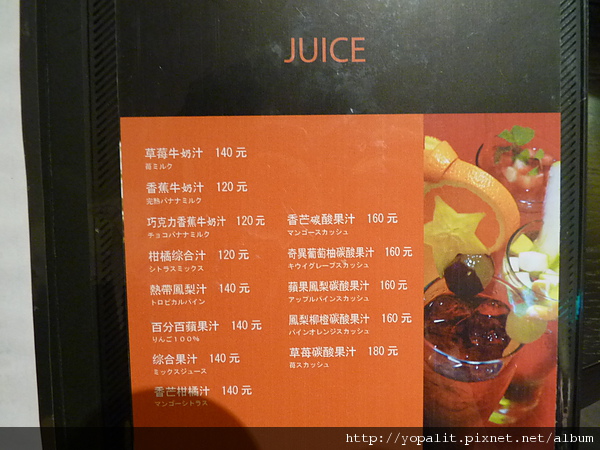 JUICE
草莓牛奶汁 140元
苺ミルク
香蕉牛奶汁 120元
完熟バナナミルク
巧克力香蕉牛奶汁 120元
チョコバナナミルク
柑橘綜合汁 120元
シトラスミックス
熱帶鳳梨汁 140元
トロピカルパイン
百分百蘋果汁 140元
りんご１００％
綜合果汁 140元
ミックスジュース
香芒柑橘汁 140元
マンゴーシトラス
香芒碳酸果汁 160元
マンゴースカッシュ
奇異葡萄柚碳酸果汁 160元
キウイグレープスカッシュ
蘋果鳳梨碳酸果汁 160元
アップルパインスカッシュ
鳳梨柳橙碳酸果汁 160元
パインオレンジスカッシュ
草莓碳酸果汁 180元
苺スカッシュ
http://yopalit.pixnet.net/album